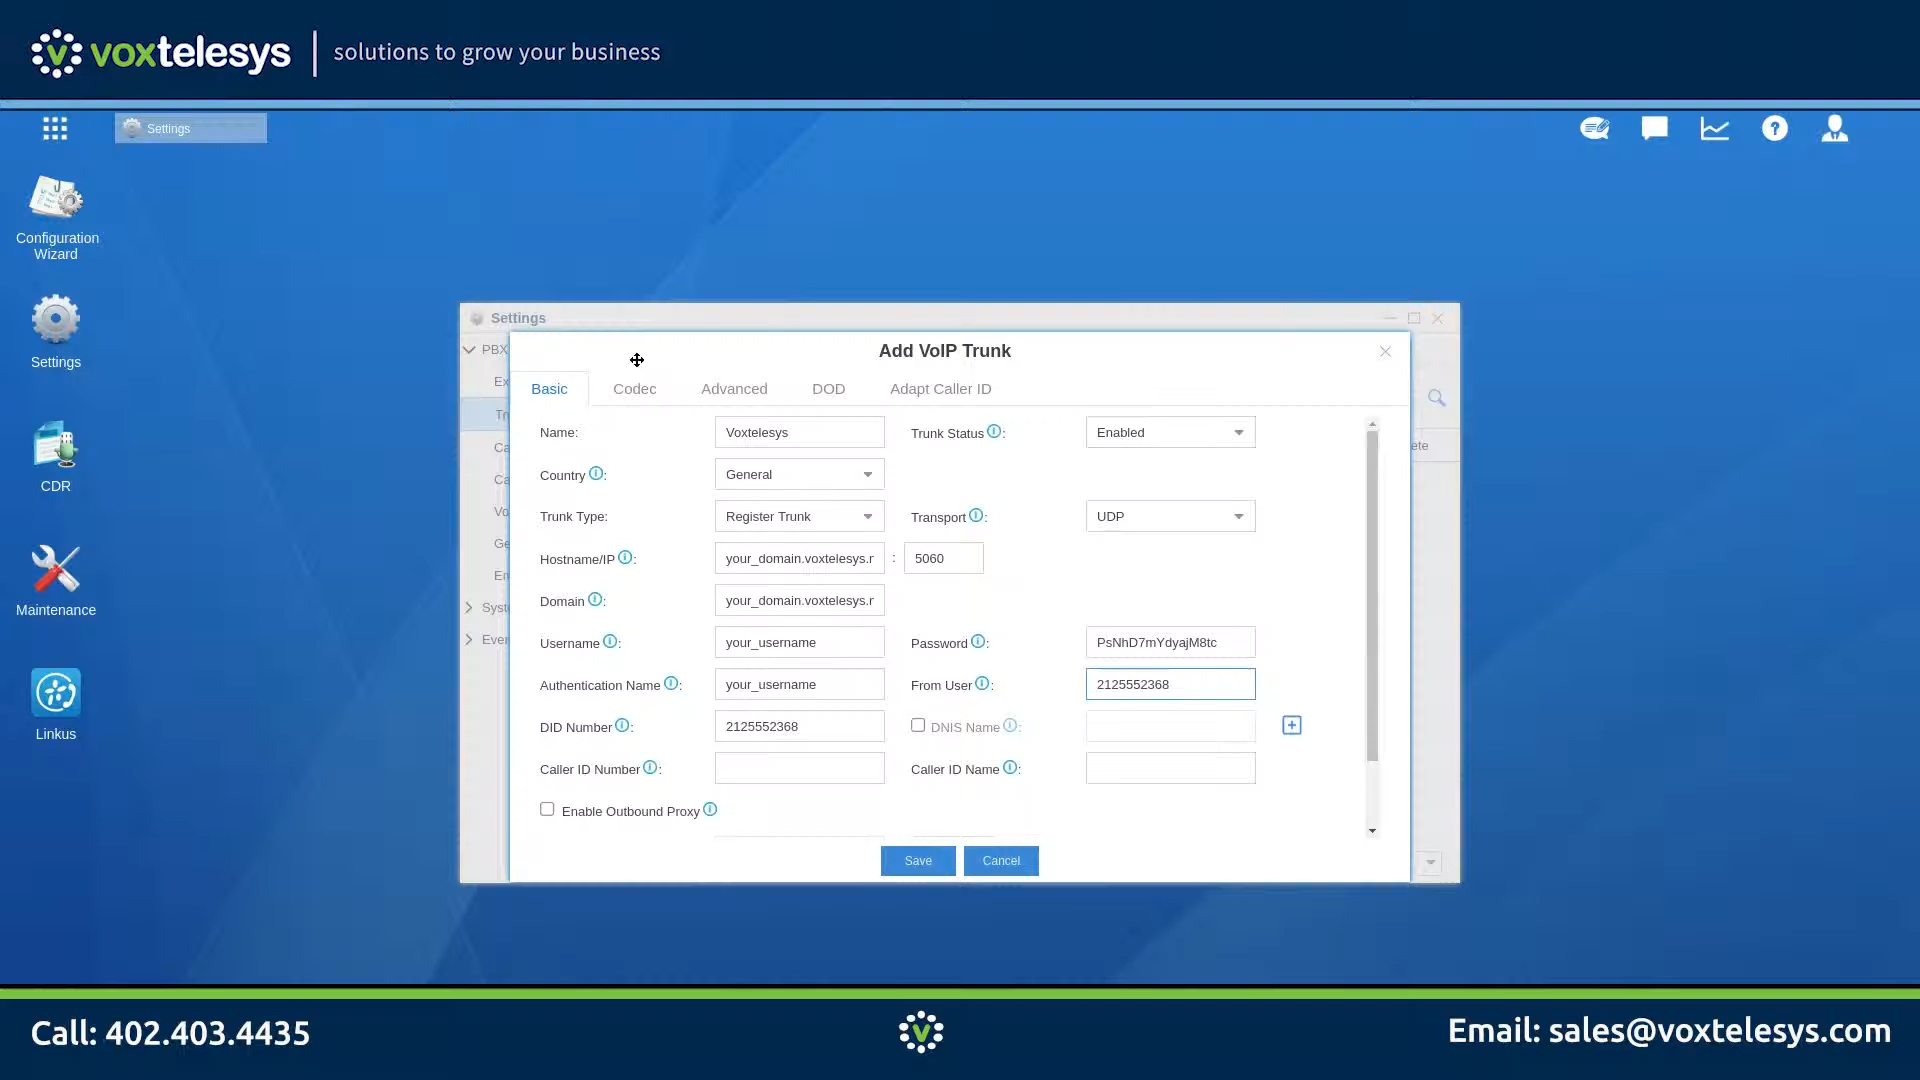 voxtelesys | solutions to grow your business
Settings
Configuration
Wizard
Settings
CDR
Maintenance
Linkus
Settings
PBX
Add VoIP Trunk
Basic Codec Advanced DOD Adapt Caller ID
Name: Voxtelesys Trunk Status: Enabled
Country: General
Trunk Type: Register Trunk Transport: UDP
Hostname/IP: your_domain.voxtelesys.r : 5060
Domain: your_domain.voxtelesys.r
Username: your_username Password: PsNhD7mYdyajM8tc
Authentication Name: your_username From User: 2125552368
DID Number: 2125552368 DNIS Name:
Caller ID Number: Caller ID Name:
Enable Outbound Proxy
Save Cancel
Call: 402.403.4435
Email: sales@voxtelesys.com